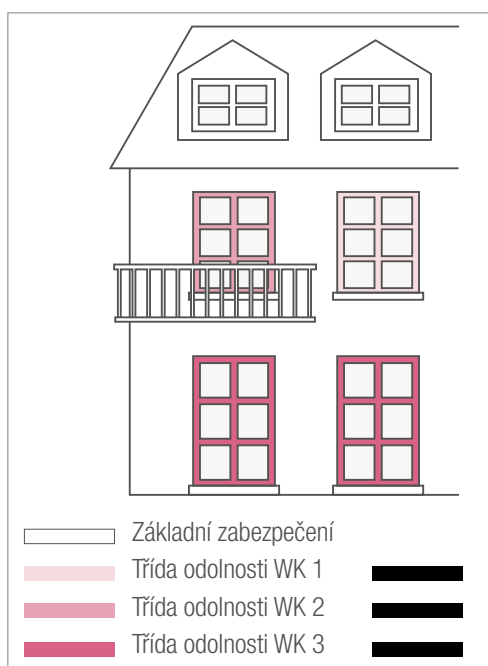 Základní zabezpečení
Třída odolnosti WK 1
Třída odolnosti WK 2
Třída odolnosti WK 3